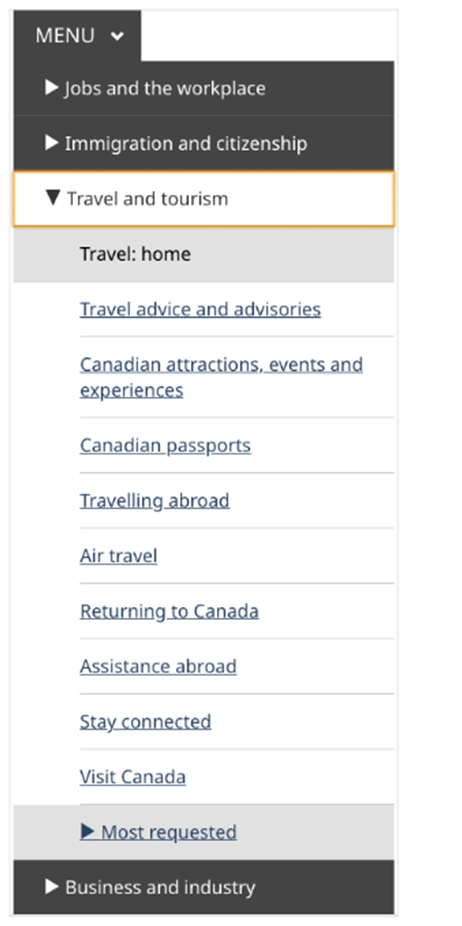 MENU
Jobs and the workplace
Immigration and citizenship
Travel and tourism
Travel: home
Travel advice and advisories
Canadian attractions, events and
experiences
Canadian passports
Travelling abroad
Air travel
Returning to Canada
Assistance abroad
Stay connected
Visit Canada
Most requested
Business and industry